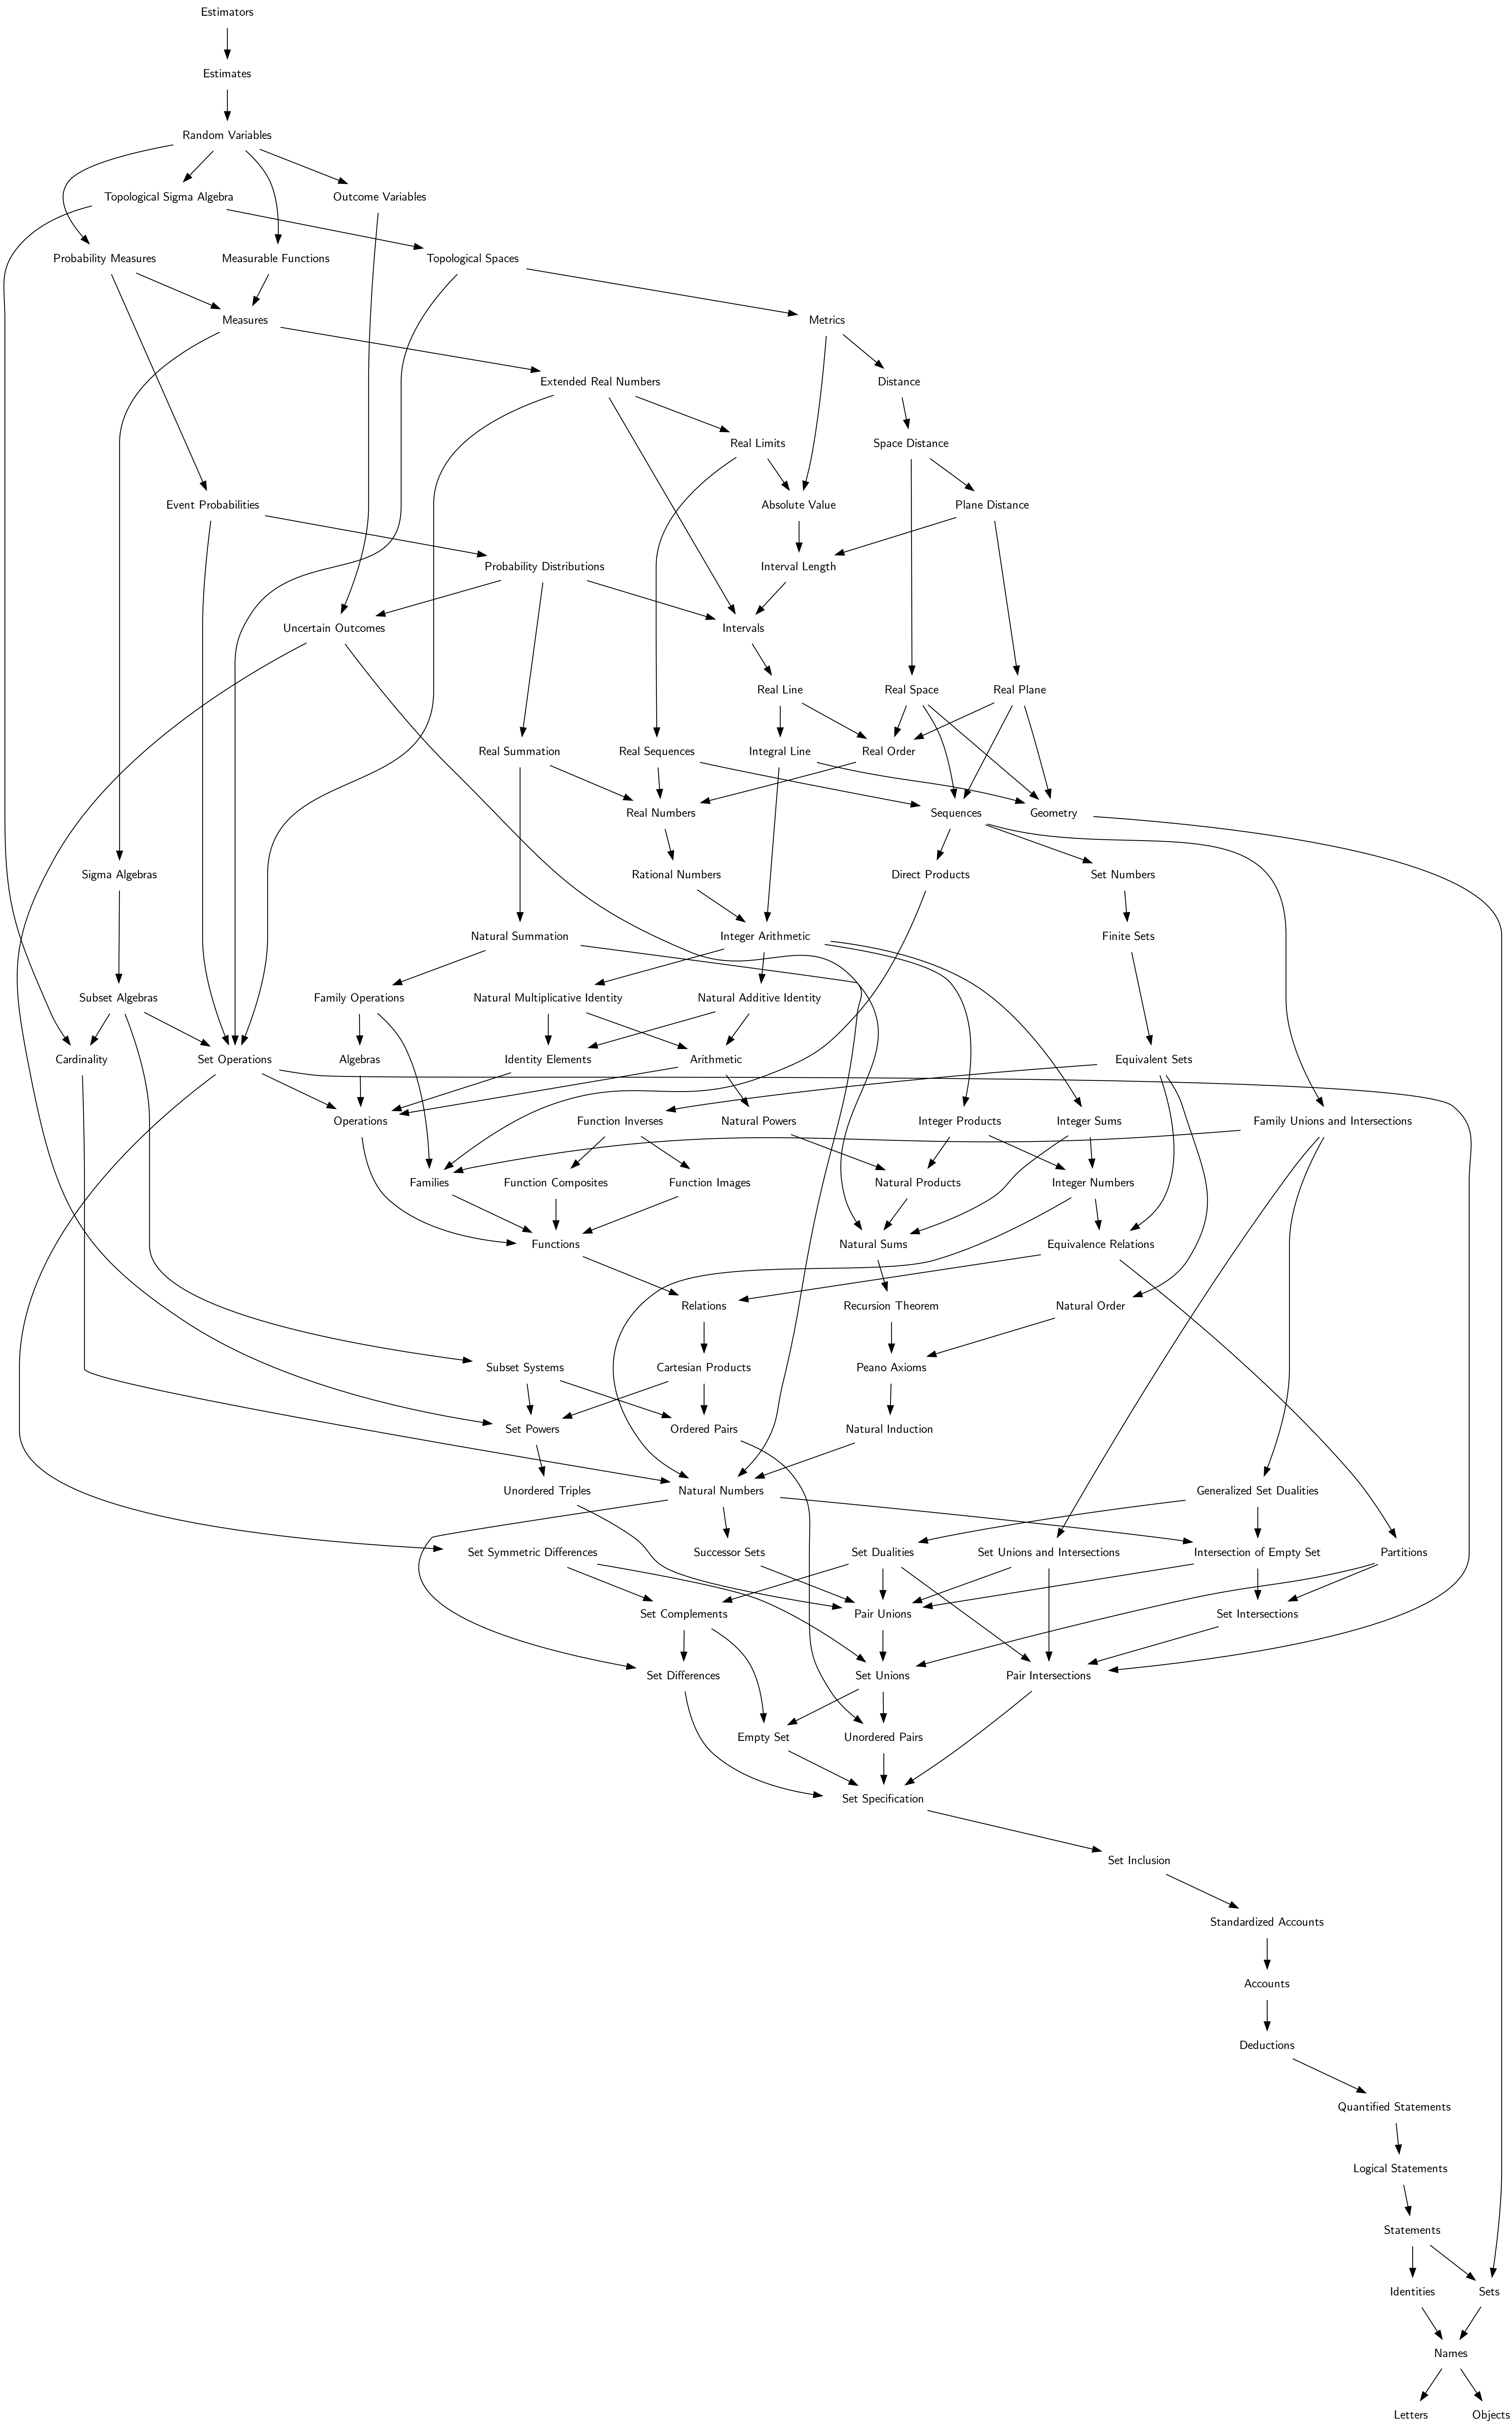 Estimators
Estimates
Random Variables
Topological Sigma Algebra
Outcome Variables
Probability Measures
Measurable Functions
Topological Spaces
Measures
Metrics
Extended Real Numbers
Distance
Real Limits
Space Distance
Event Probabilities
Absolute Value
Plane Distance
Probability Distributions
Interval Length
Uncertain Outcomes
Intervals
Real Line
Real Space
Real Plane
Real Summation
Real Sequences
Integral Line
Real Order
Real Numbers
Sequences
Geometry
Sigma Algebras
Rational Numbers
Direct Products
Set Numbers
Natural Summation
Integer Arithmetic
Finite Sets
Subset Algebras
Family Operations
Natural Multiplicative Identity
Natural Additive Identity
Cardinality
Set Operations
Algebras
Identity Elements
Arithmetic
Equivalent Sets
Operations
Function Inverses
Natural Powers
Integer Products
Integer Sums
Family Unions and Intersections
Families
Function Composites
Function Images
Natural Products
Integer Numbers
Functions
Natural Sums
Equivalence Relations
Relations
Recursion Theorem
Natural Order
Subset Systems
Cartesian Products
Peano Axioms
Set Powers
Ordered Pairs
Natural Induction
Unordered Triples
Natural Numbers
Generalized Set Dualities
Set Symmetric Differences
Successor Sets
Set Dualities
Set Unions and Intersections
Intersection of Empty Set
Partitions
Set Complements
Pair Unions
Set Intersections
Set Differences
Set Unions
Pair Intersections
Empty Set
Unordered Pairs
Set Specification
Set Inclusion
Standardized Accounts
Accounts
Deductions
Quantified Statements
Logical Statements
Statements
Identities
Sets
Names
Letters
Objects